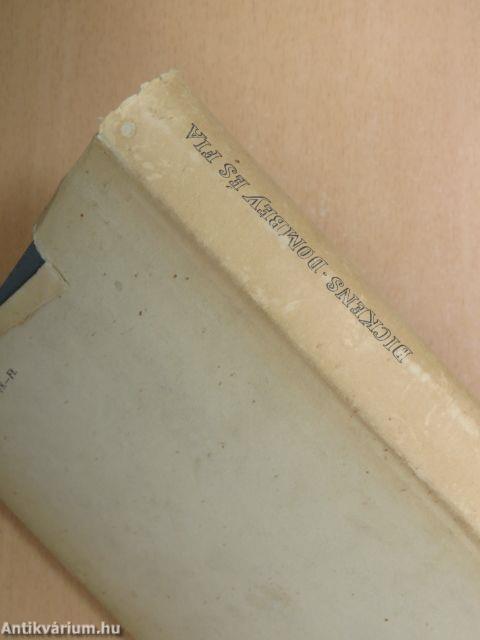 DICKENS · DOMBEY ÉS FIA
Antikvárium.hu